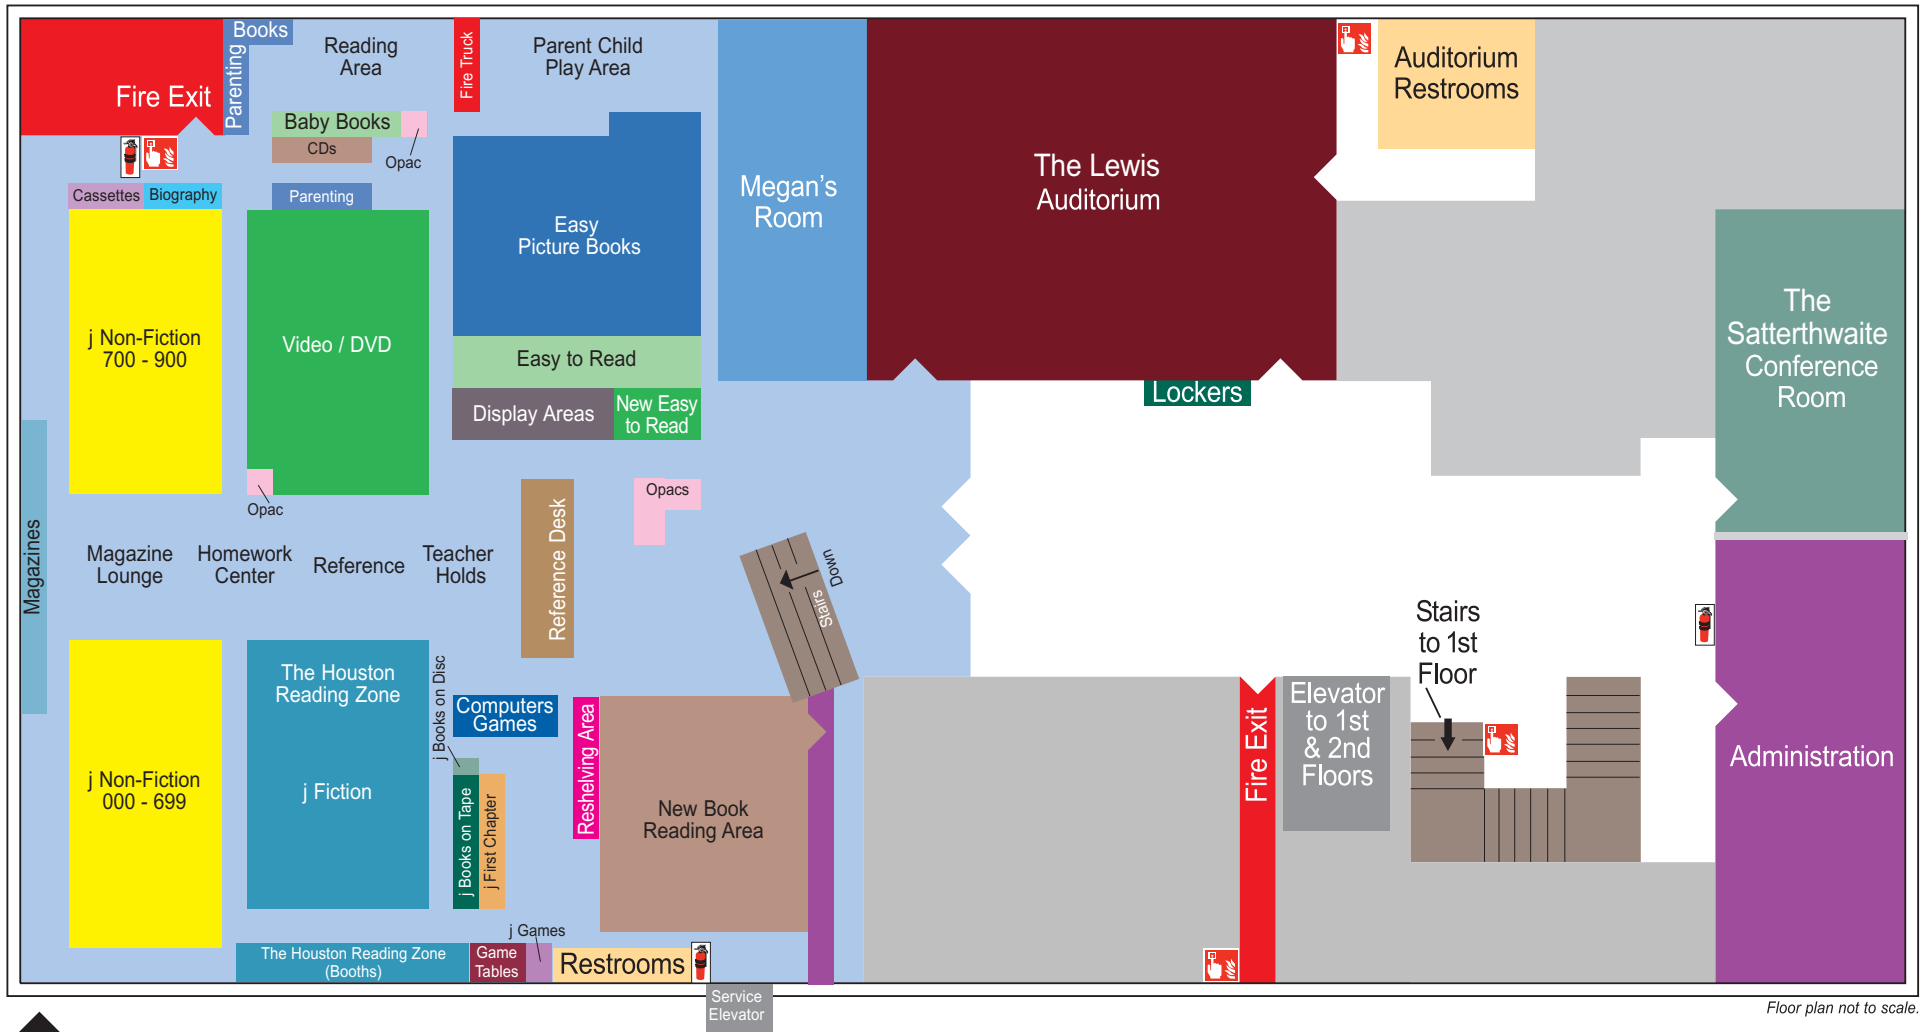 Books
Parenting
Fire Exit
Reading
Area
Fire Truck
Parent Child
Play Area
Baby Books
CDs
Opac
Cassettes
Biography
Parenting
Easy
Picture Books
Megan's
Room
The Lewis
Auditorium
Auditorium
Restrooms
j Non-Fiction
700 - 900
Video / DVD
Easy to Read
Display Areas
New Easy
to Read
Lockers
The
Satterthwaite
Conference
Room
Opac
Opacs
Magazines
Magazine
Lounge
Homework
Center
Reference
Teacher
Holds
Reference Desk
Down
Stairs
Stairs
to 1st
Floor
The Houston
Reading Zone
j Fiction
j Books on Disc
Computers
Games
Reshelving Area
j Non-Fiction
000 - 699
j Books on Tape
j First Chapter
New Book
Reading Area
Fire Exit
Elevator
to 1st
& 2nd
Floors
Administration
The Houston Reading Zone
(Booths)
Game
Tables
j Games
Restrooms
Service
Elevator
Floor plan not to scale.